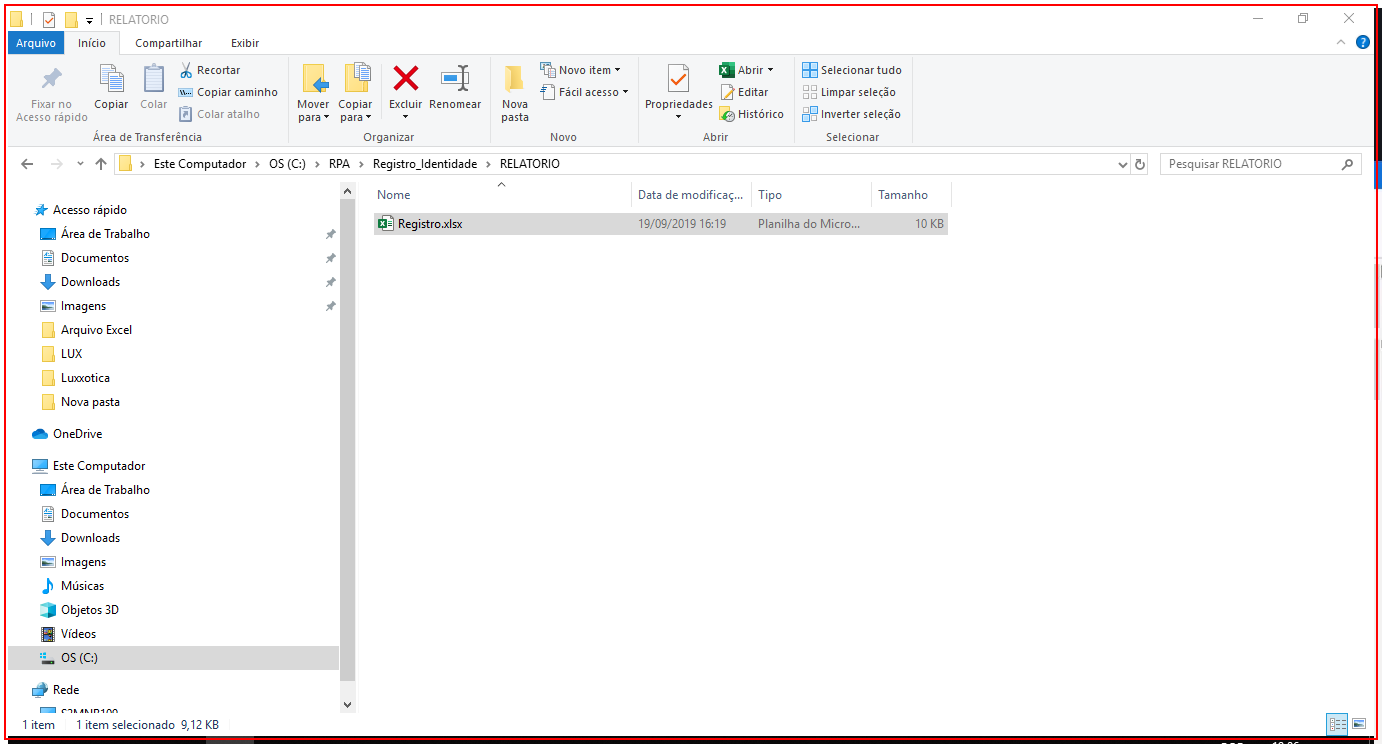 RELATORIO
Arquivo Início Compartilhar Exibir
Fixar no Acesso rápido
Copiar
Colar
Recortar
Copiar caminho
Colar atalho
Área de Transferência
Mover para
Copiar para
Excluir
Renomear
Organizar
Nova pasta
Novo item
Fácil acesso
Novo
Propriedades
Abrir
Editar
Histórico
Abrir
Selecionar tudo
Limpar seleção
Inverter seleção
Selecionar
Este Computador › OS (C:) › RPA › Registro_Identidade › RELATORIO
Pesquisar RELATORIO
Nome Data de modificaç... Tipo Tamanho
Registro.xlsx 19/09/2019 16:19 Planilha do Micro... 10 KB
Acesso rápido
Área de Trabalho
Documentos
Downloads
Imagens
Arquivo Excel
LUX
Luxxotica
Nova pasta
OneDrive
Este Computador
Área de Trabalho
Documentos
Downloads
Imagens
Músicas
Objetos 3D
Vídeos
OS (C:)
Rede
1 item 1 item selecionado 9,12 KB